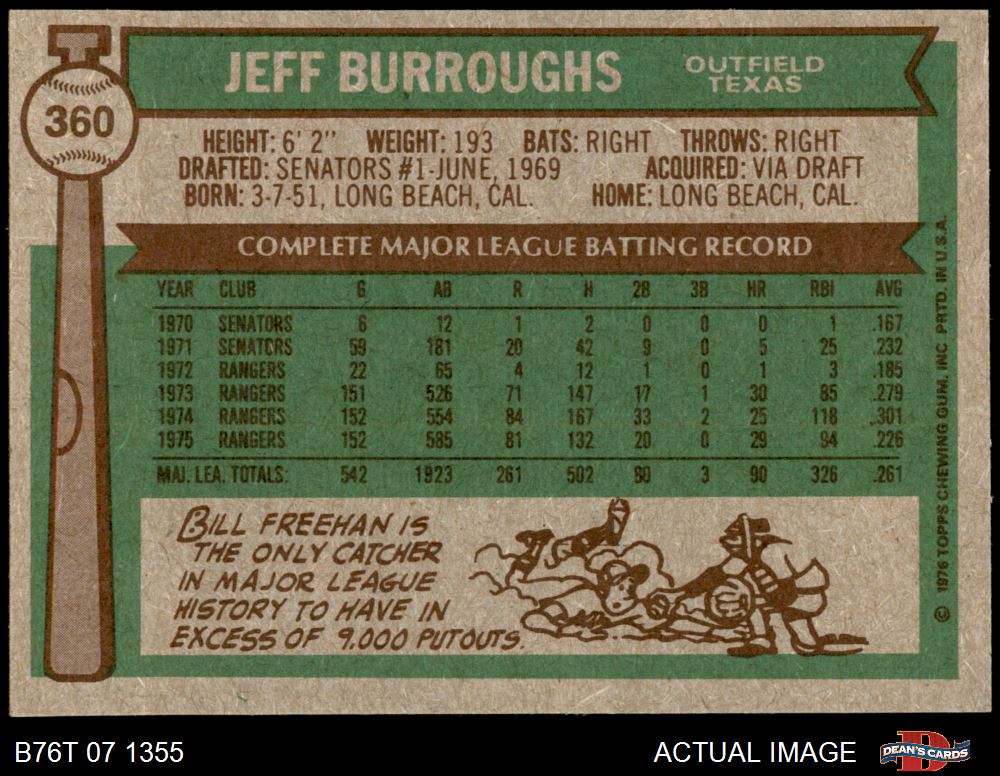 360
JEFF BURROUGHS
OUTFIELD
TEXAS
HEIGHT: 6' 2" WEIGHT: 193 BATS: RIGHT THROWS: RIGHT
DRAFTED: SENATORS #1-JUNE, 1969 ACQUIRED: VIA DRAFT
BORN: 3-7-51, LONG BEACH, CAL. HOME: LONG BEACH, CAL.
COMPLETE MAJOR LEAGUE BATTING RECORD
YEAR CLUB G AB R H 2B 3B HR RBI AVG
1970 SENATORS 6 12 1 2 0 0 0 1 .167
1971 SENATORS 59 181 20 42 9 0 5 25 .232
1972 RANGERS 22 65 4 12 1 0 1 3 .185
1973 RANGERS 151 526 71 147 17 1 30 85 .279
1974 RANGERS 152 554 84 167 33 2 25 118 .301
1975 RANGERS 152 585 81 132 20 0 29 94 .226
MAJ. LEA. TOTALS: 542 1923 261 502 80 3 90 326 .261
BILL FREEHAN IS
THE ONLY CATCHER
IN MAJOR LEAGUE
HISTORY TO HAVE IN
EXCESS OF 9,000 PUTOUTS.
© 1976 TOPPS CHEWING GUM, INC PRTD. IN U.S.A.
B76T 07 1355
ACTUAL IMAGE
DEAN'S CARDS